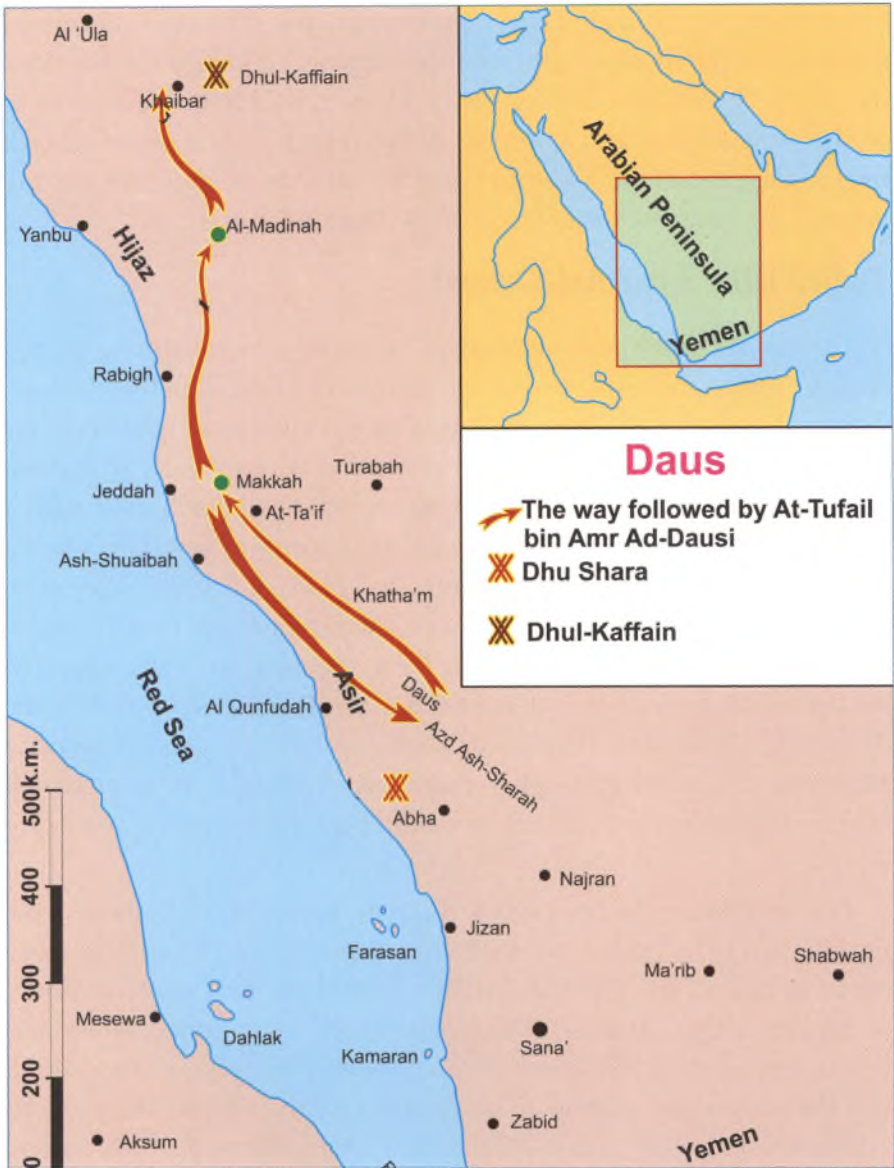 Al 'Ula
Dhul-Kaffiain
Khaibar
Al-Madinah
Yanbu
Hijaz
Rabigh
Makkah
Turabah
Jeddah
At-Ta'if
Ash-Shuaibah
Khatha'm
Daus
Asir
Al Qunfudah
Azd Ash-Sharah
Red Sea
Abha
Najran
Jizan
Farasan
Ma'rib
Shabwah
Mesewa
Dahlak
Sana'
Kamaran
Zabid
Aksum
Yemen
500k.m.
400
300
200
0
Arabian Peninsula
Yemen
Daus
The way followed by At-Tufail
bin Amr Ad-Dausi
Dhu Shara
Dhul-Kaffain